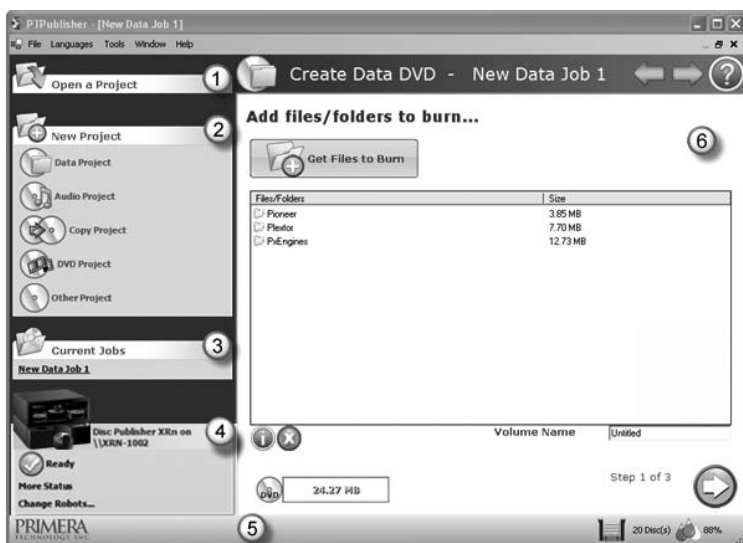 PTPublisher - [New Data Job 1]
File Languages Tools Window Help
Open a Project
1
New Project
2
Data Project
Audio Project
Copy Project
DVD Project
Other Project
Current Jobs
3
New Data Job 1
Disc Publisher XRn on
\\XRN-1002
4
Ready
More Status
Change Robots...
PRIMERA
TECHNOLOGY INC.
5
Create Data DVD - New Data Job 1
?
Add files/folders to burn...
6
Get Files to Burn
Files/Folders Size
Pioneer 3.85 MB
Plextor 7.70 MB
PxEngines 12.73 MB
i X
Volume Name Untitled
DVD 24.27 MB
Step 1 of 3
20 Disc(s) 88%